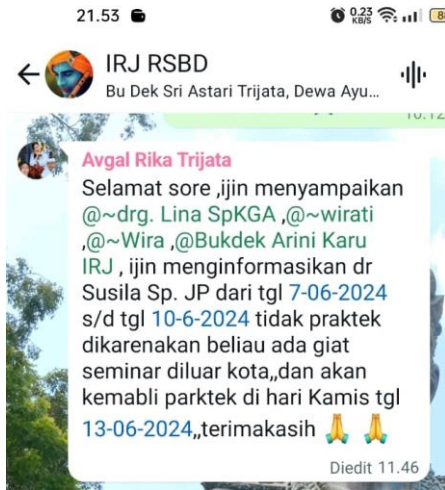 21.53
0.23
KB/S
IRJ RSBD
Bu Dek Sri Astari Trijata, Dewa Ayu...
10.12
Avgal Rika Trijata
Selamat sore ,ijin menyampaikan
@~drg. Lina SpKGA ,@~wirati
,@~Wira ,@Bukdek Arini Karu
IRJ , ijin menginformasikan dr
Susila Sp. JP dari tgl 7-06-2024
s/d tgl 10-6-2024 tidak praktek
dikarenakan beliau ada giat
seminar diluar kota,,dan akan
kemabli parktek di hari Kamis tgl
13-06-2024,,terimakasih 🙏 🙏
Diedit 11.46